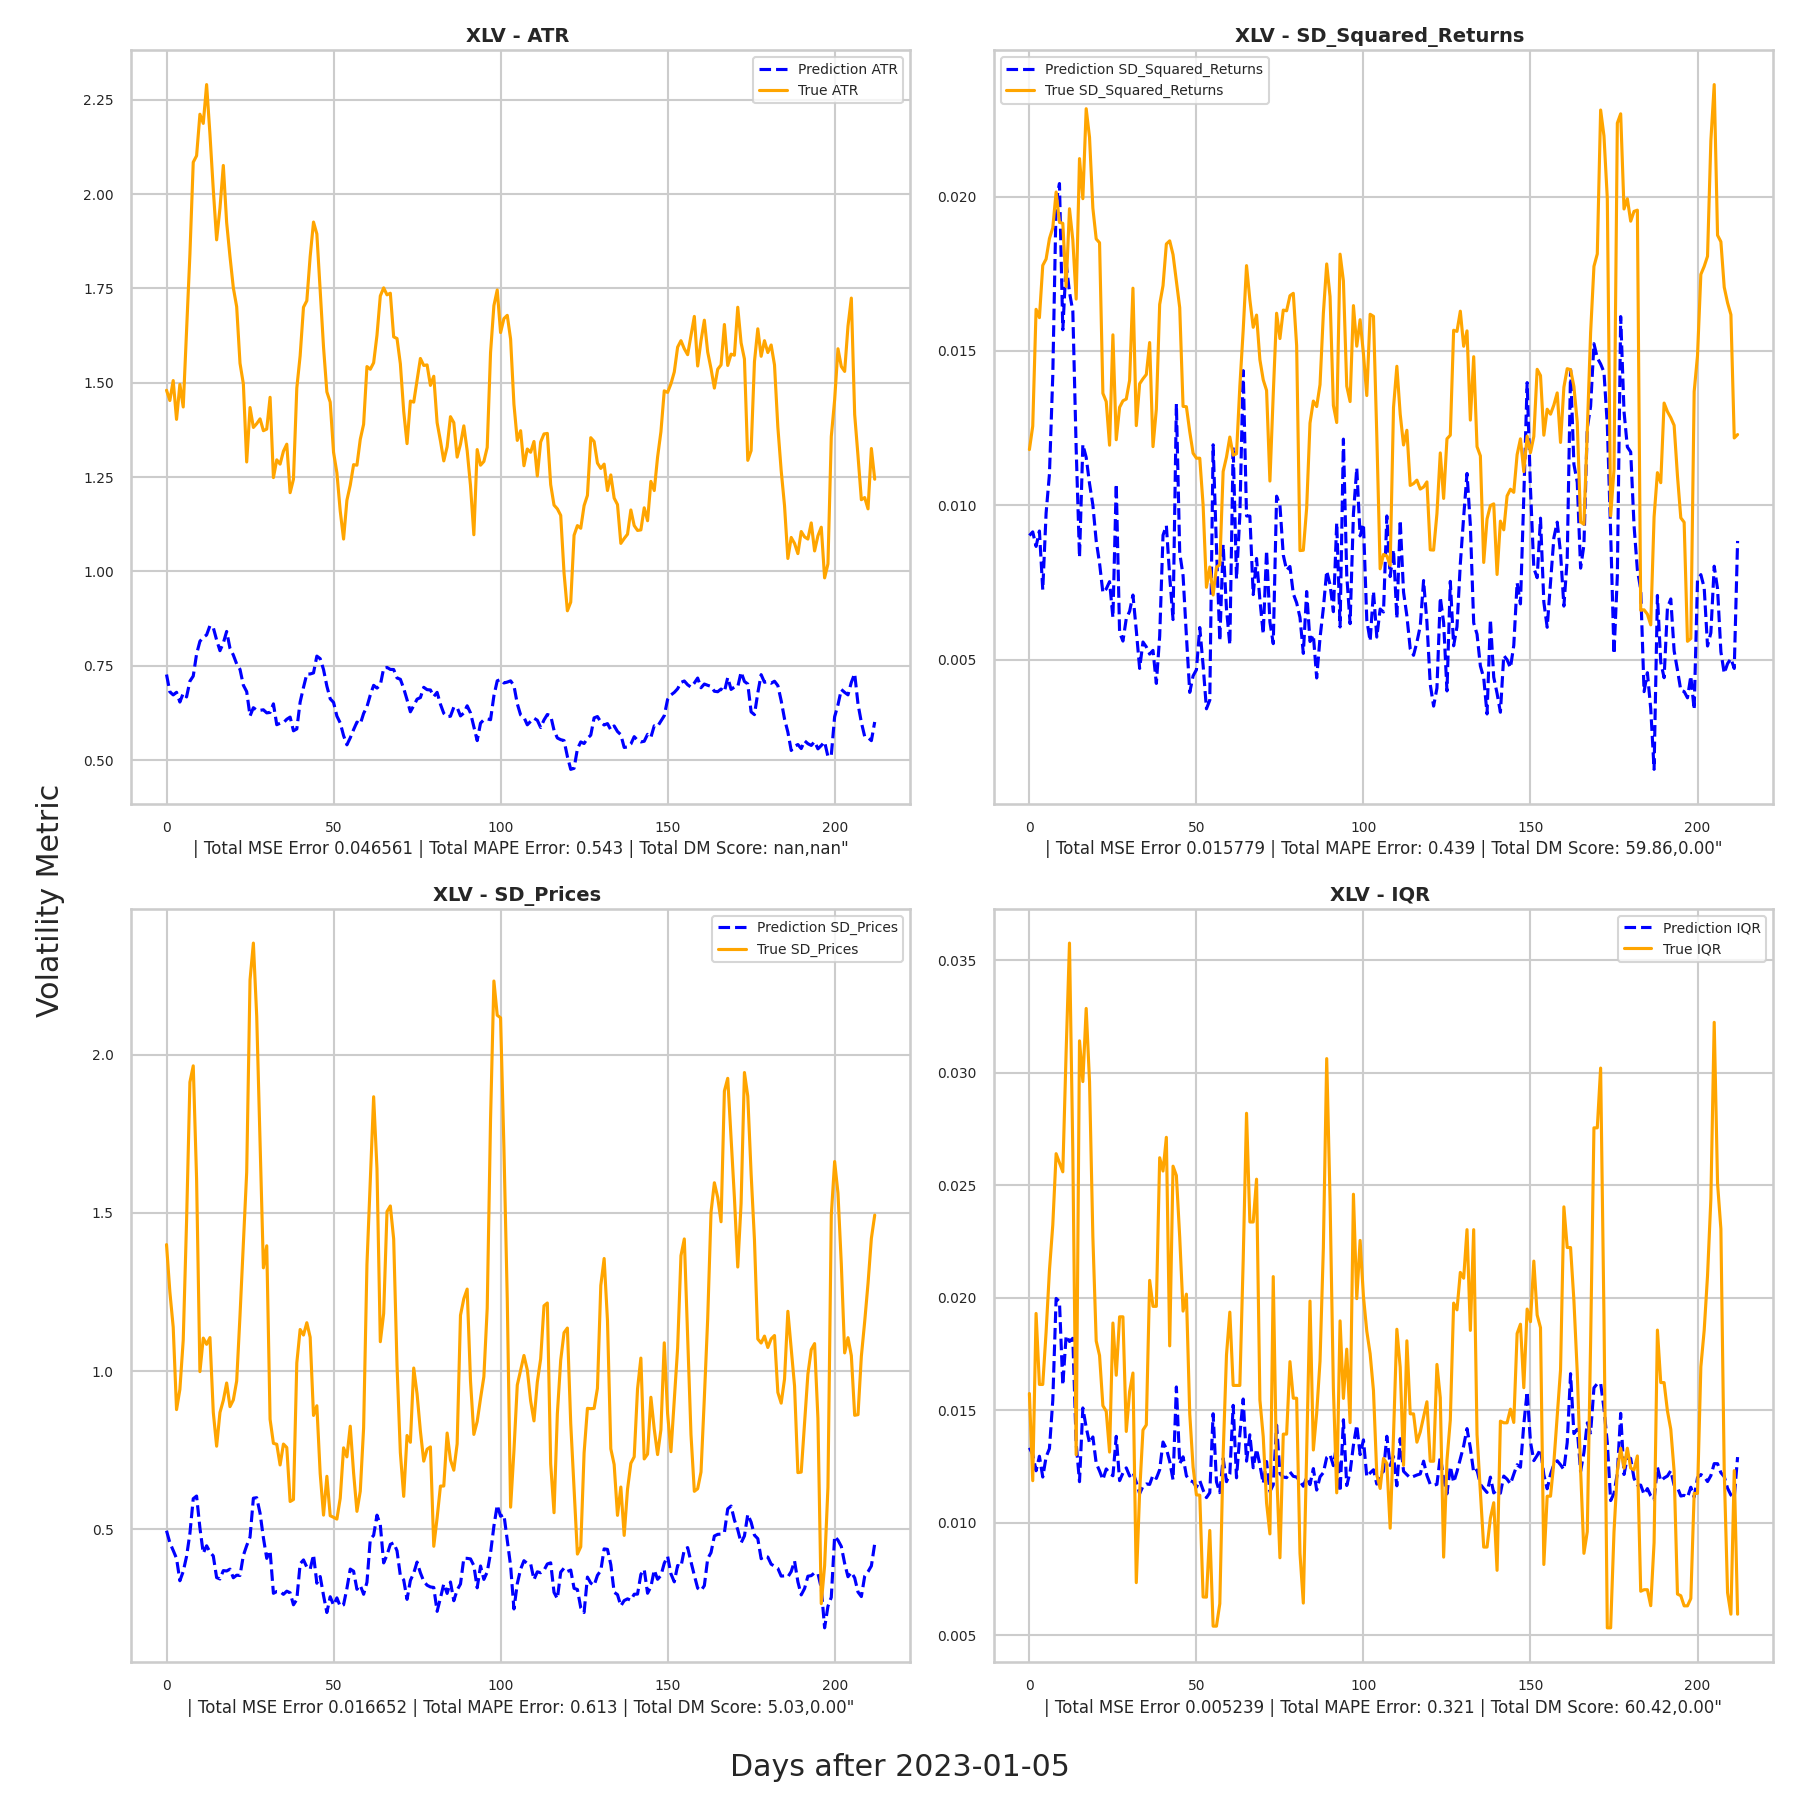 XLV - ATR
Prediction ATR
True ATR
2.25
2.00
1.75
1.50
1.25
1.00
0.75
0.50
0 50 100 150 200
| Total MSE Error 0.046561 | Total MAPE Error: 0.543 | Total DM Score: nan,nan"
XLV - SD_Squared_Returns
Prediction SD_Squared_Returns
True SD_Squared_Returns
0.020
0.015
0.010
0.005
0 50 100 150 200
| Total MSE Error 0.015779 | Total MAPE Error: 0.439 | Total DM Score: 59.86,0.00"
Volatility Metric
XLV - SD_Prices
Prediction SD_Prices
True SD_Prices
2.0
1.5
1.0
0.5
0 50 100 150 200
| Total MSE Error 0.016652 | Total MAPE Error: 0.613 | Total DM Score: 5.03,0.00"
XLV - IQR
Prediction IQR
True IQR
0.035
0.030
0.025
0.020
0.015
0.010
0.005
0 50 100 150 200
| Total MSE Error 0.005239 | Total MAPE Error: 0.321 | Total DM Score: 60.42,0.00"
Days after 2023-01-05